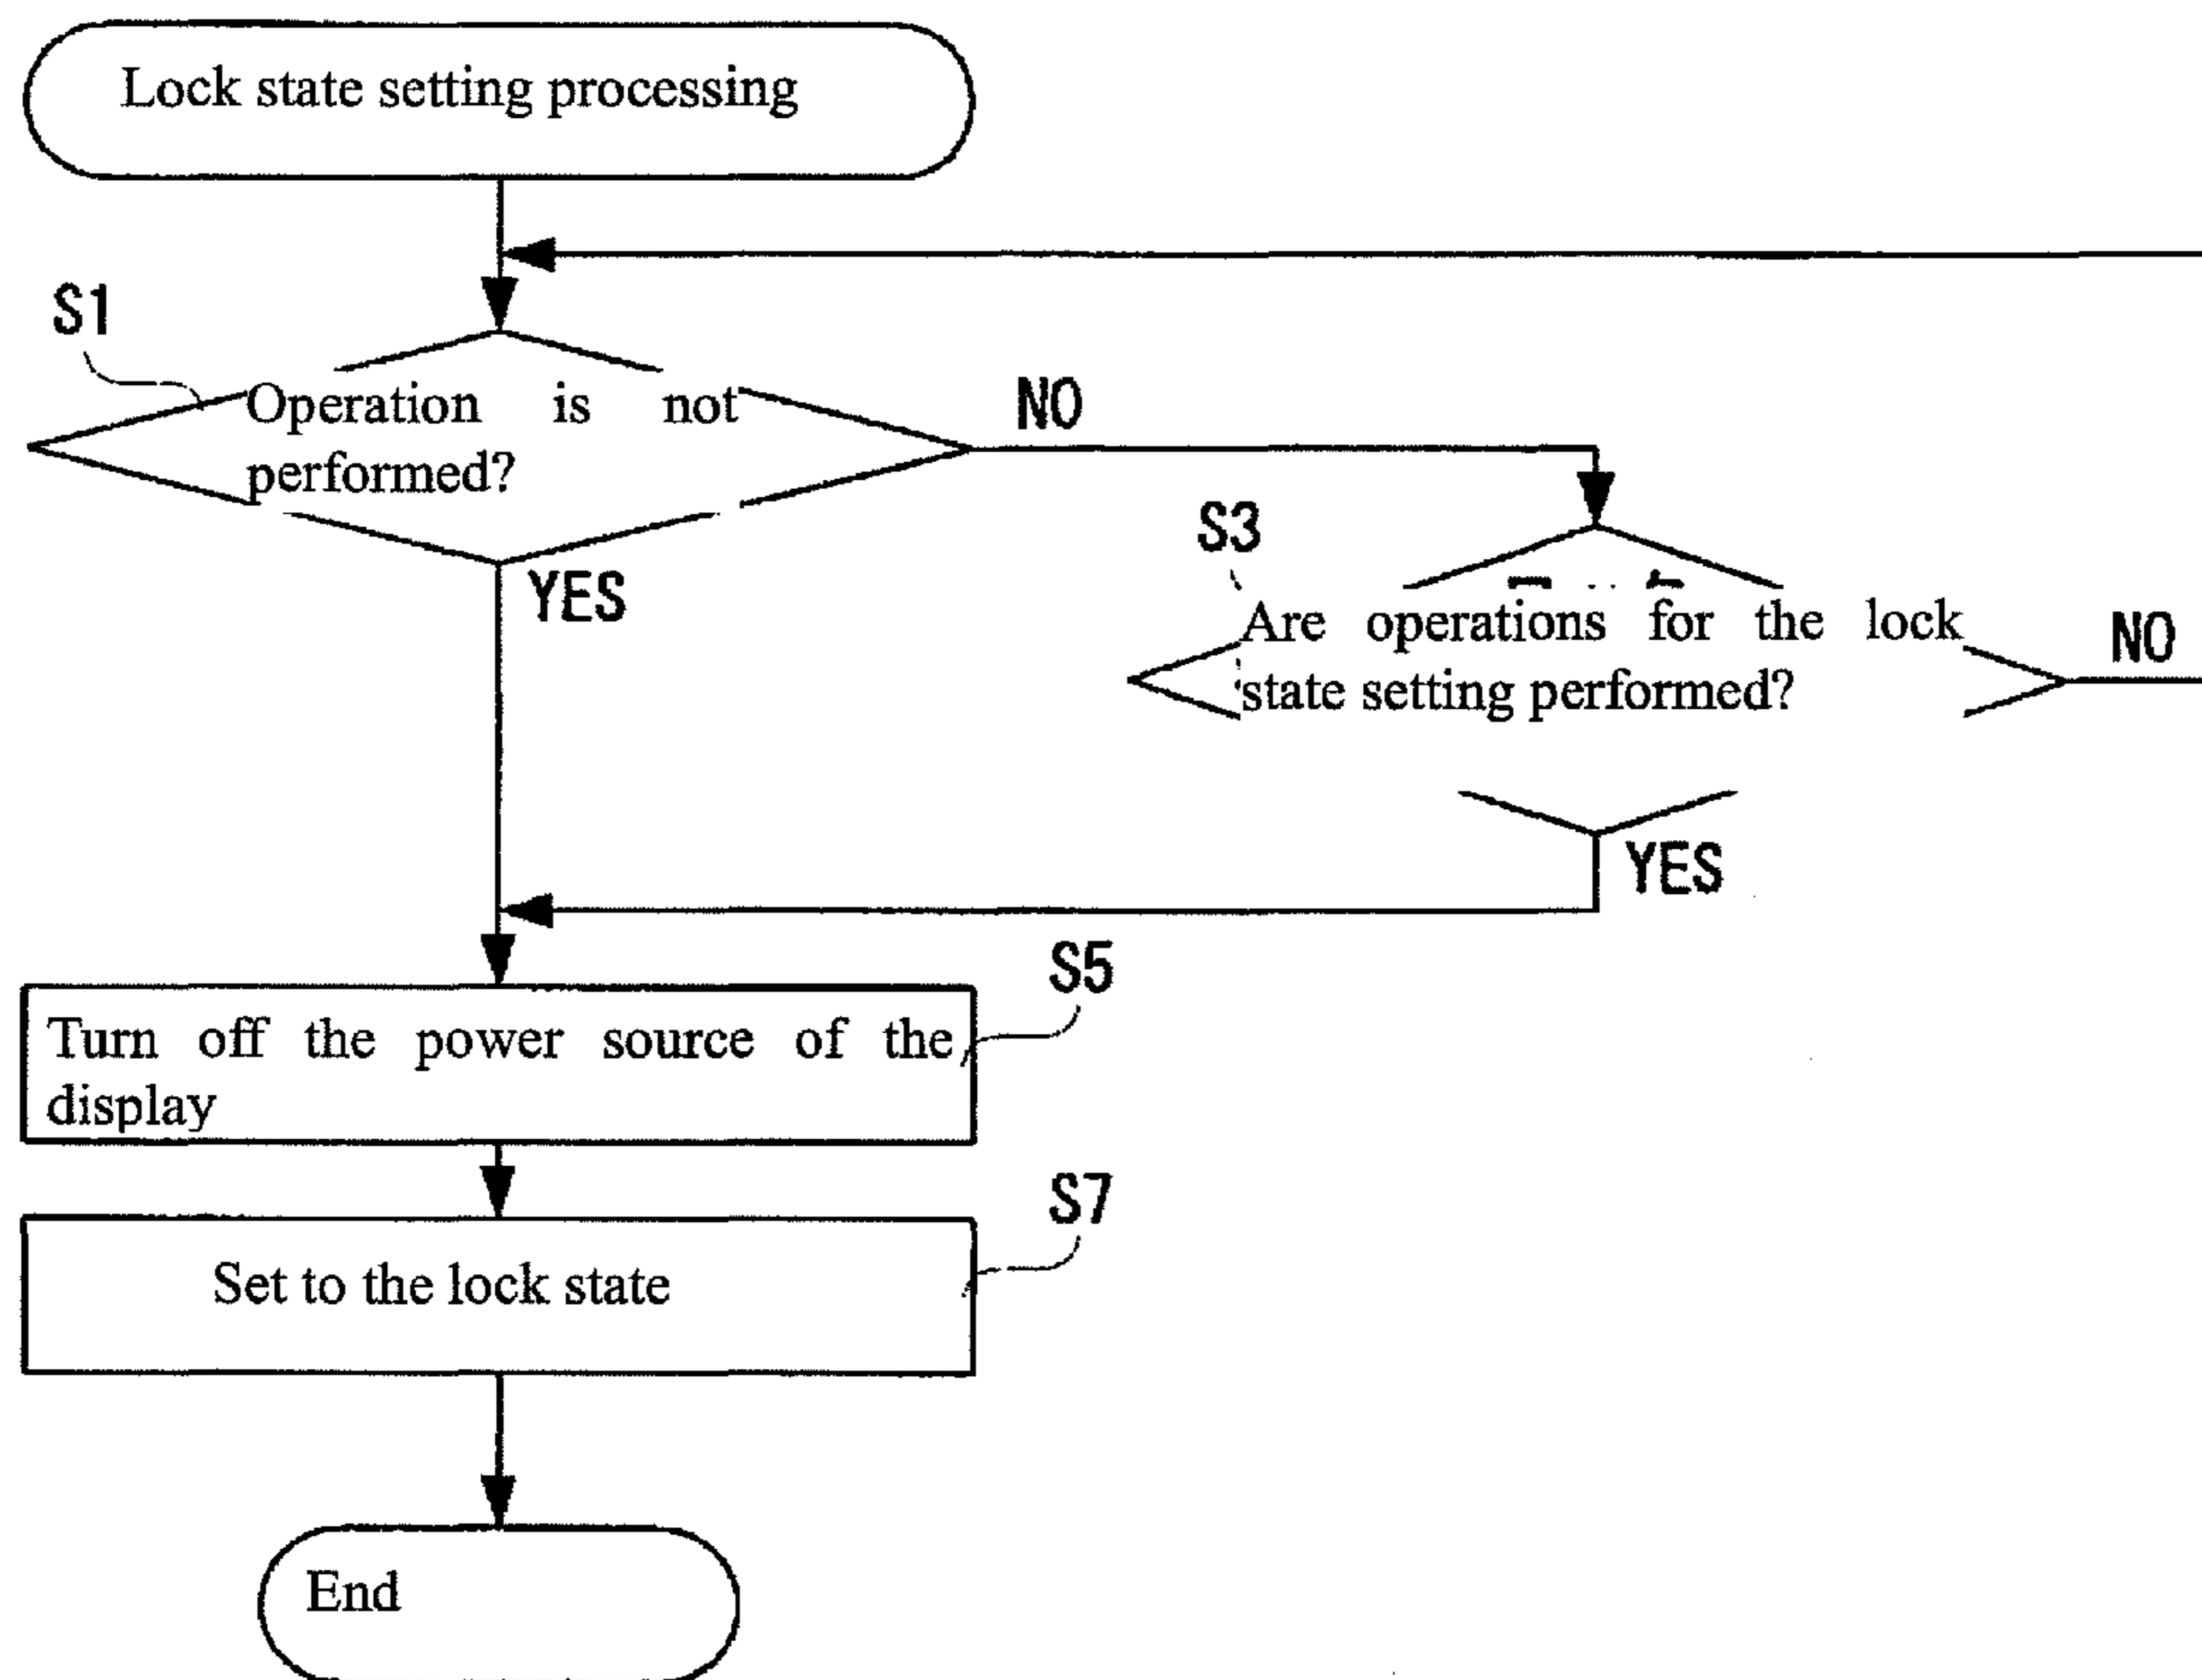 Lock state setting processing
S1
Operation is not
performed?
NO
YES
S3
Are operations for the lock
state setting performed?
NO
YES
S5
Turn off the power source of the
display
S7
Set to the lock state
End